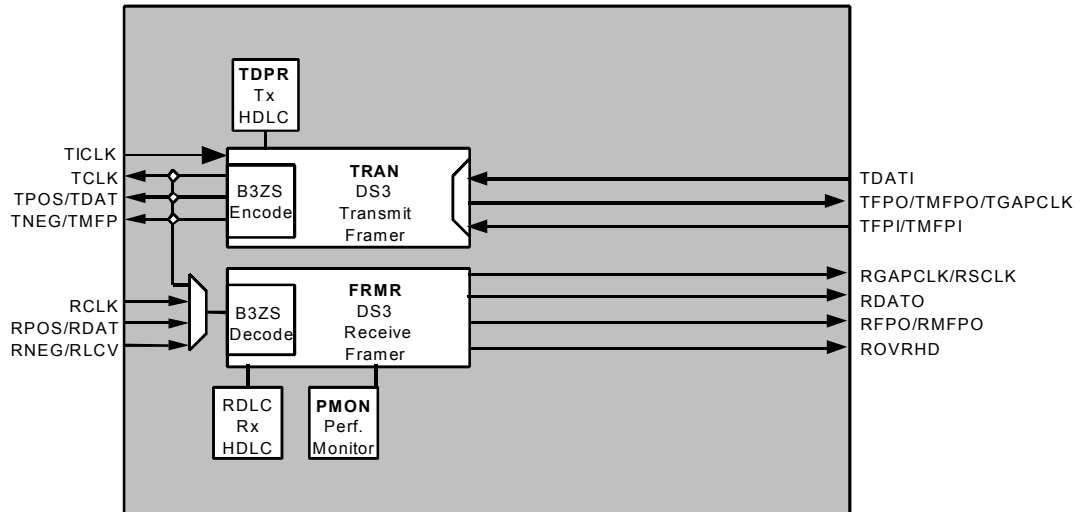 TDPR
Tx
HDLC
TICLK
TCLK
TPOS/TDAT
TNEG/TMFP
B3ZS
Encode
TRAN
DS3
Transmit
Framer
TDATI
TFPO/TMFPO/TGAPCLK
TFPI/TMFPI
RCLK
RPOS/RDAT
RNEG/RLCV
B3ZS
Decode
FRMR
DS3
Receive
Framer
RGAPCLK/RSCLK
RDATO
RFPO/RMFPO
ROVRHD
RDLC
Rx
HDLC
PMON
Perf.
Monitor